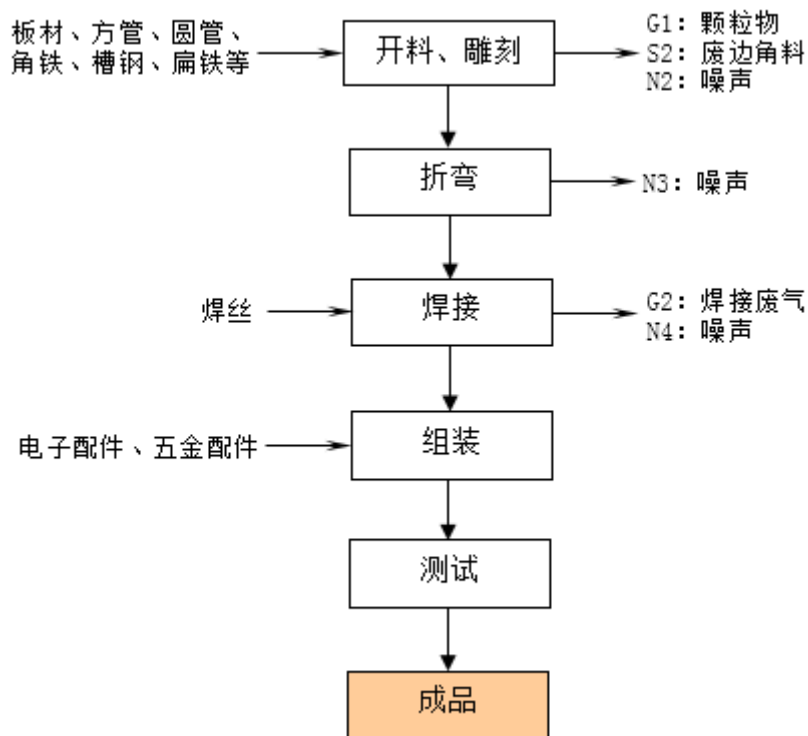 板材、方管、圆管、
角铁、槽钢、扁铁等
开料、雕刻
G1: 颗粒物
S2: 废边角料
N2: 噪声
折弯
N3: 噪声
焊丝
焊接
G2: 焊接废气
N4: 噪声
电子配件、五金配件
组装
测试
成品